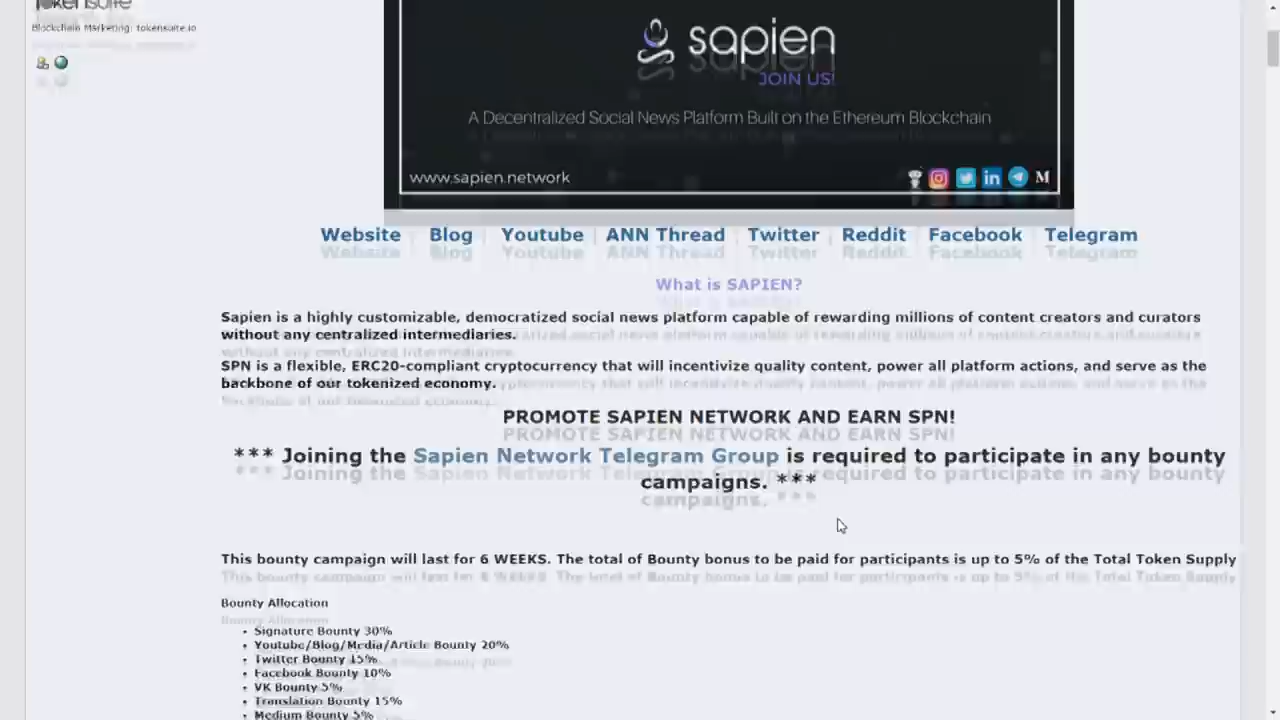 Tokensuite
Blockchain Marketing: tokensuite.io
sapien
JOIN US!
A Decentralized Social News Platform Built on the Ethereum Blockchain
www.sapien.network
Website Blog Youtube ANN Thread Twitter Reddit Facebook Telegram
What is SAPIEN?
Sapien is a highly customizable, democratized social news platform capable of rewarding millions of content creators and curators
without any centralized intermediaries.
SPN is a flexible, ERC20-compliant cryptocurrency that will incentivize quality content, power all platform actions, and serve as the
backbone of our tokenized economy.
PROMOTE SAPIEN NETWORK AND EARN SPN!
*** Joining the Sapien Network Telegram Group is required to participate in any bounty
campaigns. ***
This bounty campaign will last for 6 WEEKS. The total of Bounty bonus to be paid for participants is up to 5% of the Total Token Supply
Bounty Allocation
• Signature Bounty 30%
• Youtube/Blog/Media/Article Bounty 20%
• Twitter Bounty 15%
• Facebook Bounty 10%
• VK Bounty 5%
• Translation Bounty 15%
• Medium Bounty 5%